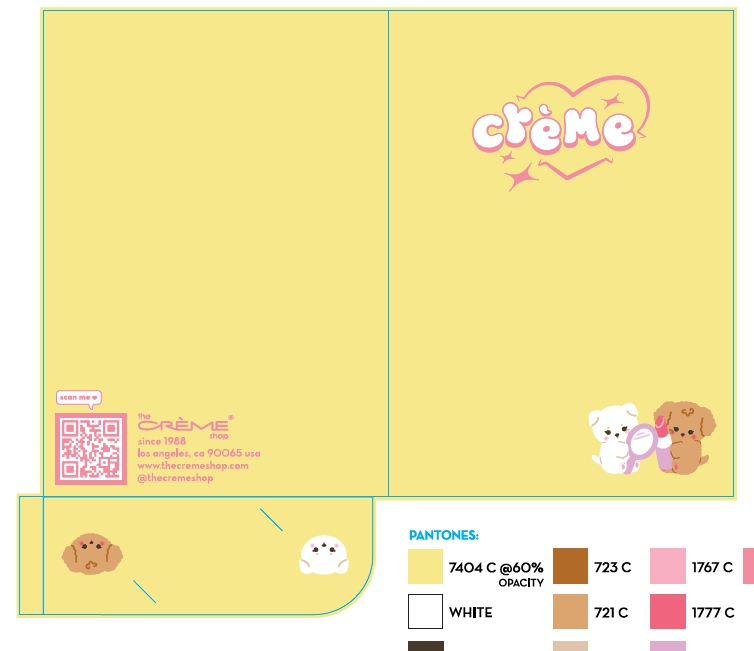 crème
scan me
the
CRÈME®
shop
since 1988
los angeles, ca 90065 usa
www.thecremeshop.com
@thecremeshop
PANTONES:
7404 C @60%
OPACITY
723 C
1767 C
WHITE
721 C
1777 C